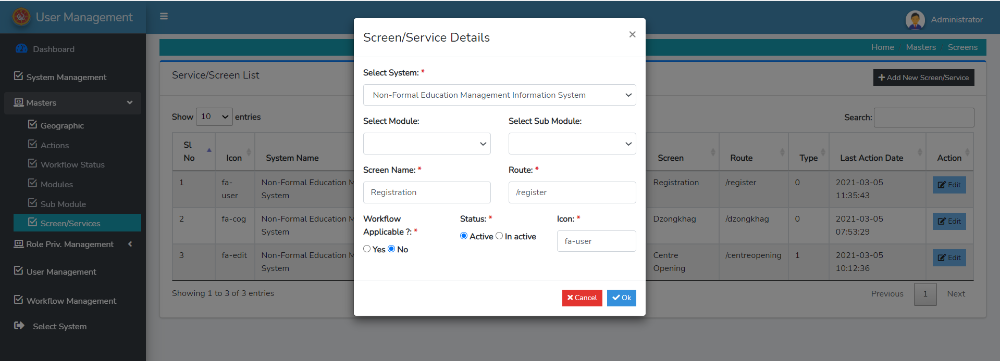 User Management
Administrator
Dashboard
System Management
Masters
Geographic
Actions
Workflow Status
Modules
Sub Module
Screen/Services
Role Priv. Management
User Management
Workflow Management
Select System
Home / Masters / Screens
Service/Screen List
Add New Screen/Service
Show 10 entries
Search:
Sl No Icon System Name Screen Route Type Last Action Date Action
1 fa-user Non-Formal Education M System Registration /register 0 2021-03-05 11:35:43 Edit
2 fa-cog Non-Formal Education M System Dzongkhag /dzongkhag 0 2021-03-05 07:53:29 Edit
3 fa-edit Non-Formal Education M System Centre Opening /centreopening 1 2021-03-05 10:12:36 Edit
Showing 1 to 3 of 3 entries
Previous 1 Next
Screen/Service Details ×
Select System: *
Non-Formal Education Management Information System
Select Module: Select Sub Module:
Screen Name: * Route: *
Registration /register
Workflow Applicable ?: * Status: * Icon: *
Yes No Active In active fa-user
Cancel Ok